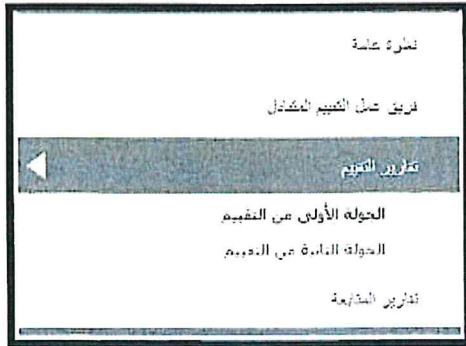 نظرة عامة
فريق عمل التقييم المتبادل
تقارير التقييم
الجولة الأولى من التقييم
الجولة الثانية من التقييم
تقارير المتابعة